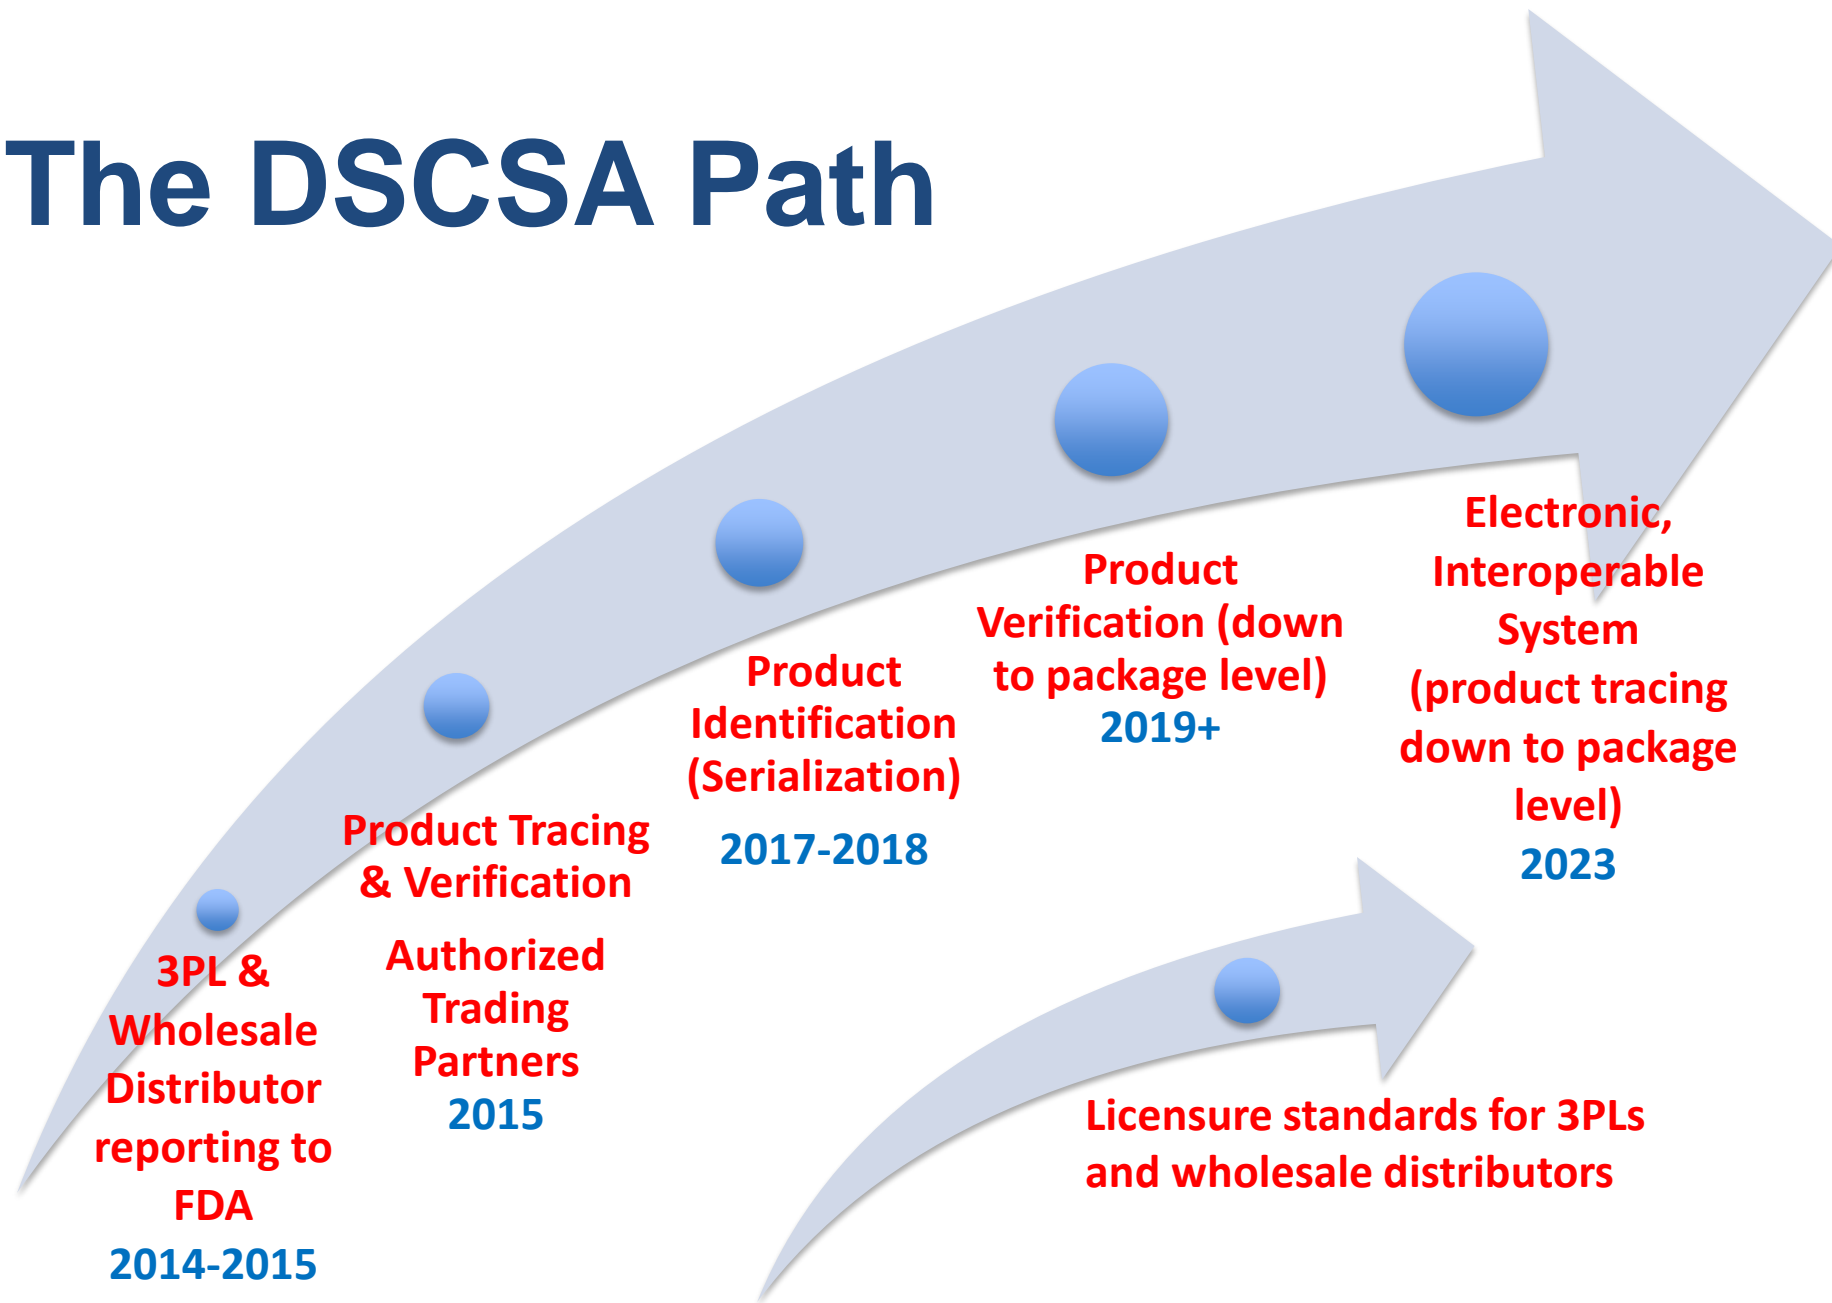 The DSCSA Path
3PL &
Wholesale
Distributor
reporting to
FDA
2014-2015
Product Tracing
& Verification
Authorized
Trading
Partners
2015
Product
Identification
(Serialization)
2017-2018
Product
Verification (down
to package level)
2019+
Electronic,
Interoperable
System
(product tracing
down to package
level)
2023
Licensure standards for 3PLs
and wholesale distributors